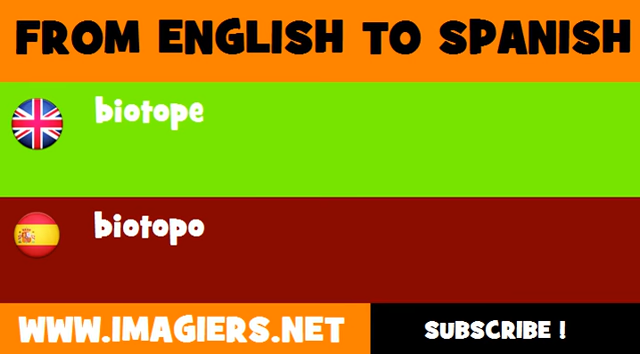 FROM ENGLISH TO SPANISH
biotope
biotopo
WWW.IMAGIERS.NET
SUBSCRIBE !